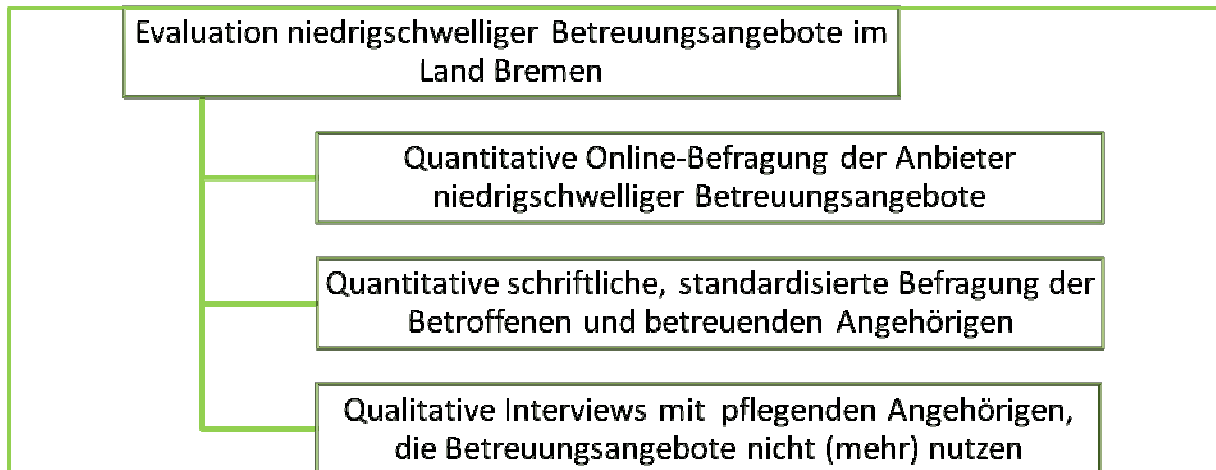 Evaluation niedrigschwelliger Betreuungsangebote im
Land Bremen
Quantitative Online-Befragung der Anbieter
niedrigschwelliger Betreuungsangebote
Quantitative schriftliche, standardisierte Befragung der
Betroffenen und betreuenden Angehörigen
Qualitative Interviews mit pflegenden Angehörigen,
die Betreuungsangebote nicht (mehr) nutzen